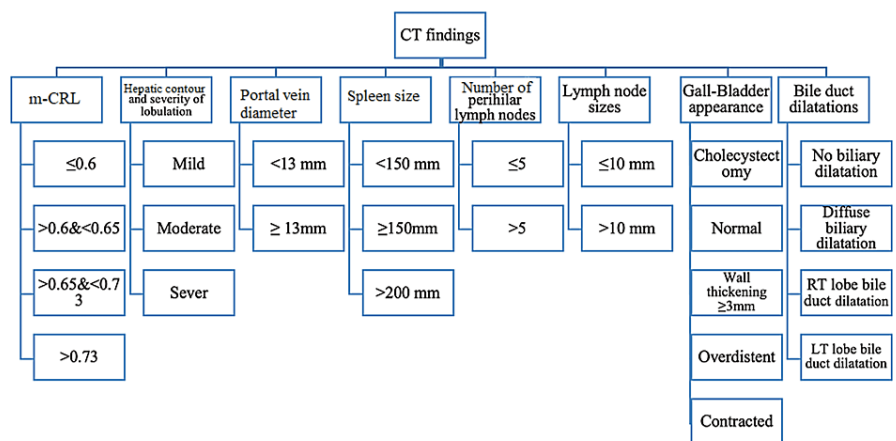 CT findings
m-CRL
≤0.6
>0.6&<0.65
>0.65&<0.7
3
>0.73
Hepatic contour
and severity of
lobulation
Mild
Moderate
Sever
Portal vein
diameter
<13 mm
≥ 13mm
Spleen size
<150 mm
≥150mm
>200 mm
Number of
perihilar
lymph nodes
≤5
>5
Lymph node
sizes
≤10 mm
>10 mm
Gall-Bladder
appearance
Cholecystect
omy
Normal
Wall
thickening
≥3mm
Overdistent
Contracted
Bile duct
dilatations
No biliary
dilatation
Diffuse
biliary
dilatation
RT lobe bile
duct dilatation
LT lobe bile
duct dilatation